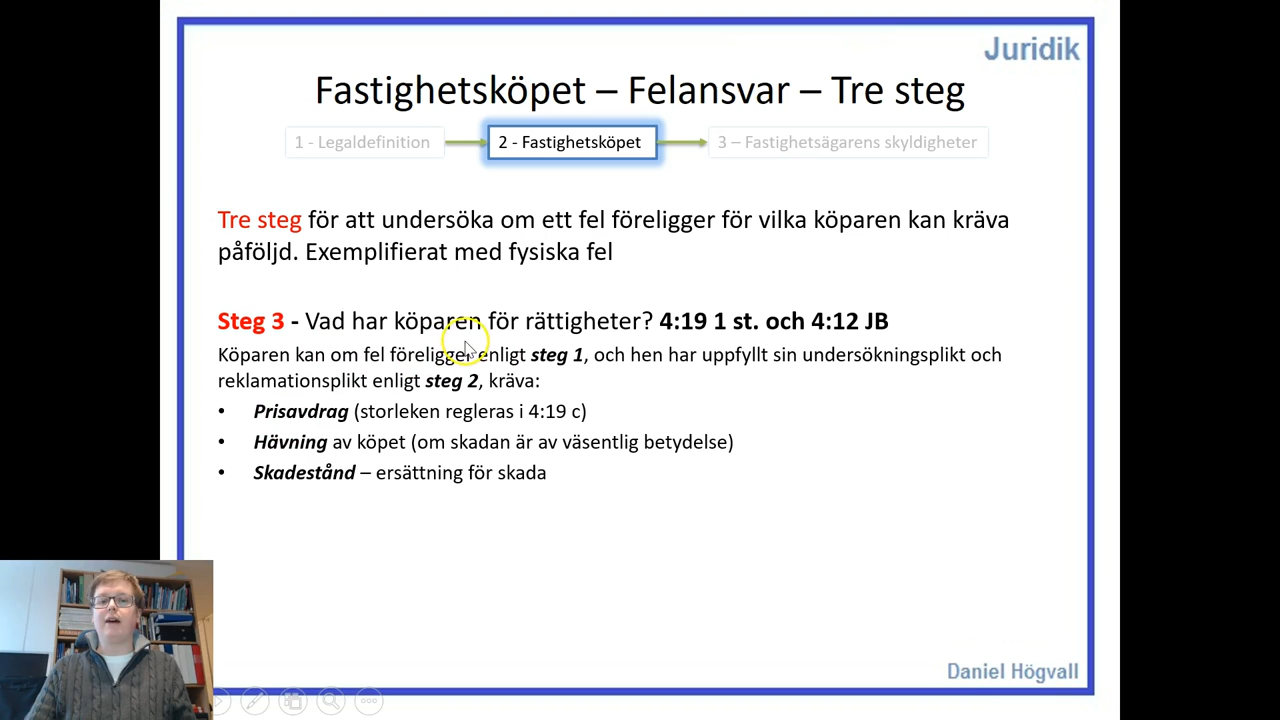 Juridik
Fastighetsköpet – Felansvar – Tre steg
1 - Legaldefinition
2 - Fastighetsköpet
3 – Fastighetsägarens skyldigheter
Tre steg för att undersöka om ett fel föreligger för vilka köparen kan kräva
påföljd. Exemplifierat med fysiska fel
Steg 3 - Vad har köparen för rättigheter? 4:19 1 st. och 4:12 JB
Köparen kan om fel föreligger enligt steg 1, och hen har uppfyllt sin undersökningsplikt och
reklamationsplikt enligt steg 2, kräva:
• Prisavdrag (storleken regleras i 4:19 c)
• Hävning av köpet (om skadan är av väsentlig betydelse)
• Skadestånd – ersättning för skada
Daniel Högvall